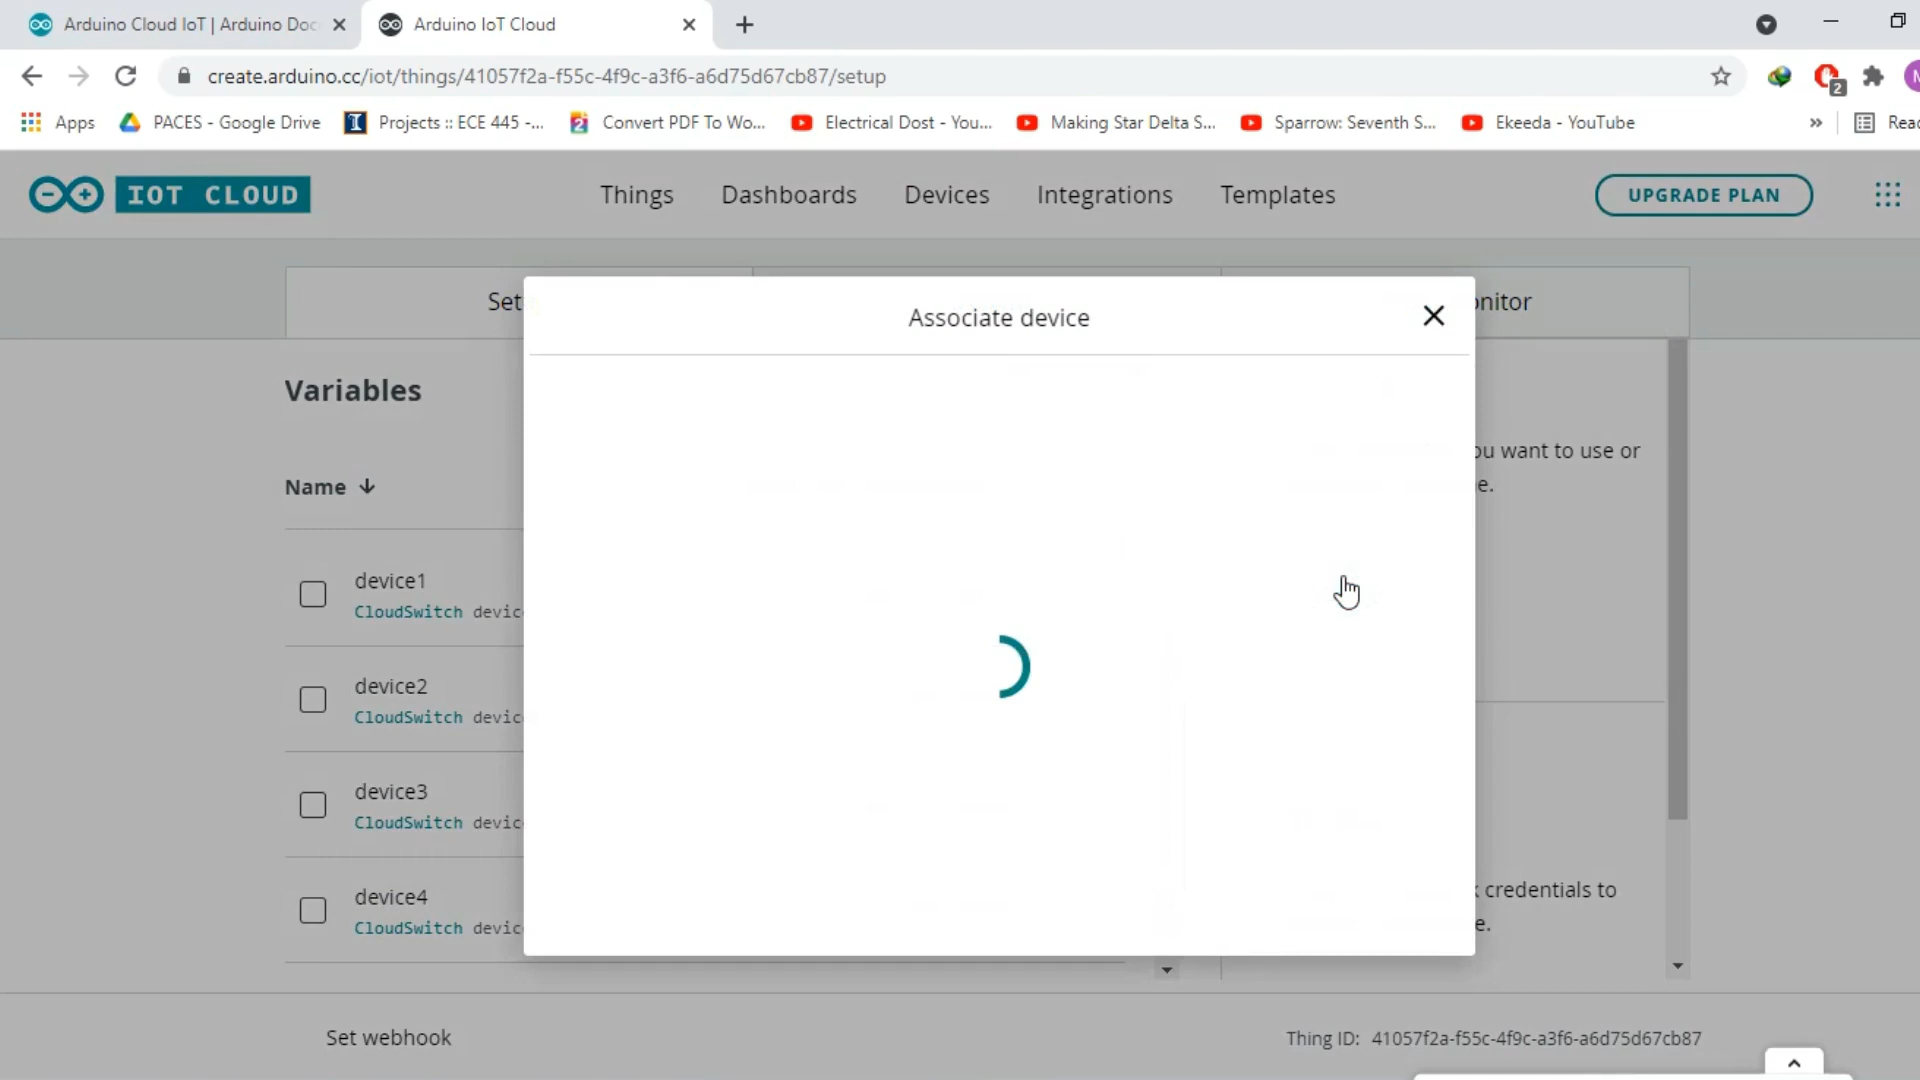 Arduino Cloud IoT | Arduino Doc
Arduino IoT Cloud
create.arduino.cc/iot/things/41057f2a-f55c-4f9c-a3f6-a6d75d67cb87/setup
2
Apps
PACES - Google Drive
Projects :: ECE 445 -...
Convert PDF To Wo...
Electrical Dost - You...
Making Star Delta S...
Sparrow: Seventh S...
Ekeeda - YouTube
»
Read
IOT CLOUD
Things
Dashboards
Devices
Integrations
Templates
UPGRADE PLAN
Set
Associate device
onitor
Variables
ou want to use or
e.
Name
device1
CloudSwitch devic
device2
CloudSwitch devic
device3
CloudSwitch devic
device4
CloudSwitch devic
credentials to
e.
Set webhook
Thing ID: 41057f2a-f55c-4f9c-a3f6-a6d75d67cb87